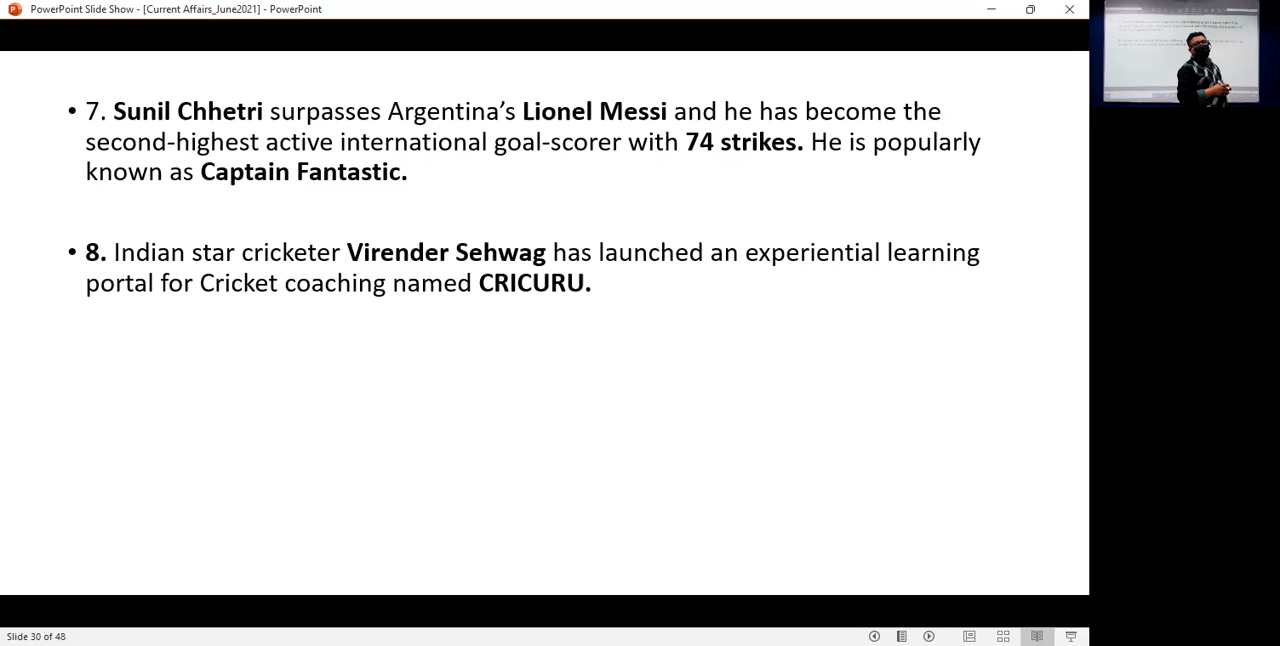 PowerPoint Slide Show - [Current Affairs_June2021] - PowerPoint
• 7. Sunil Chhetri surpasses Argentina’s Lionel Messi and he has become the
second-highest active international goal-scorer with 74 strikes. He is popularly
known as Captain Fantastic.
• 8. Indian star cricketer Virender Sehwag has launched an experiential learning
portal for Cricket coaching named CRICURU.
Slide 30 of 48